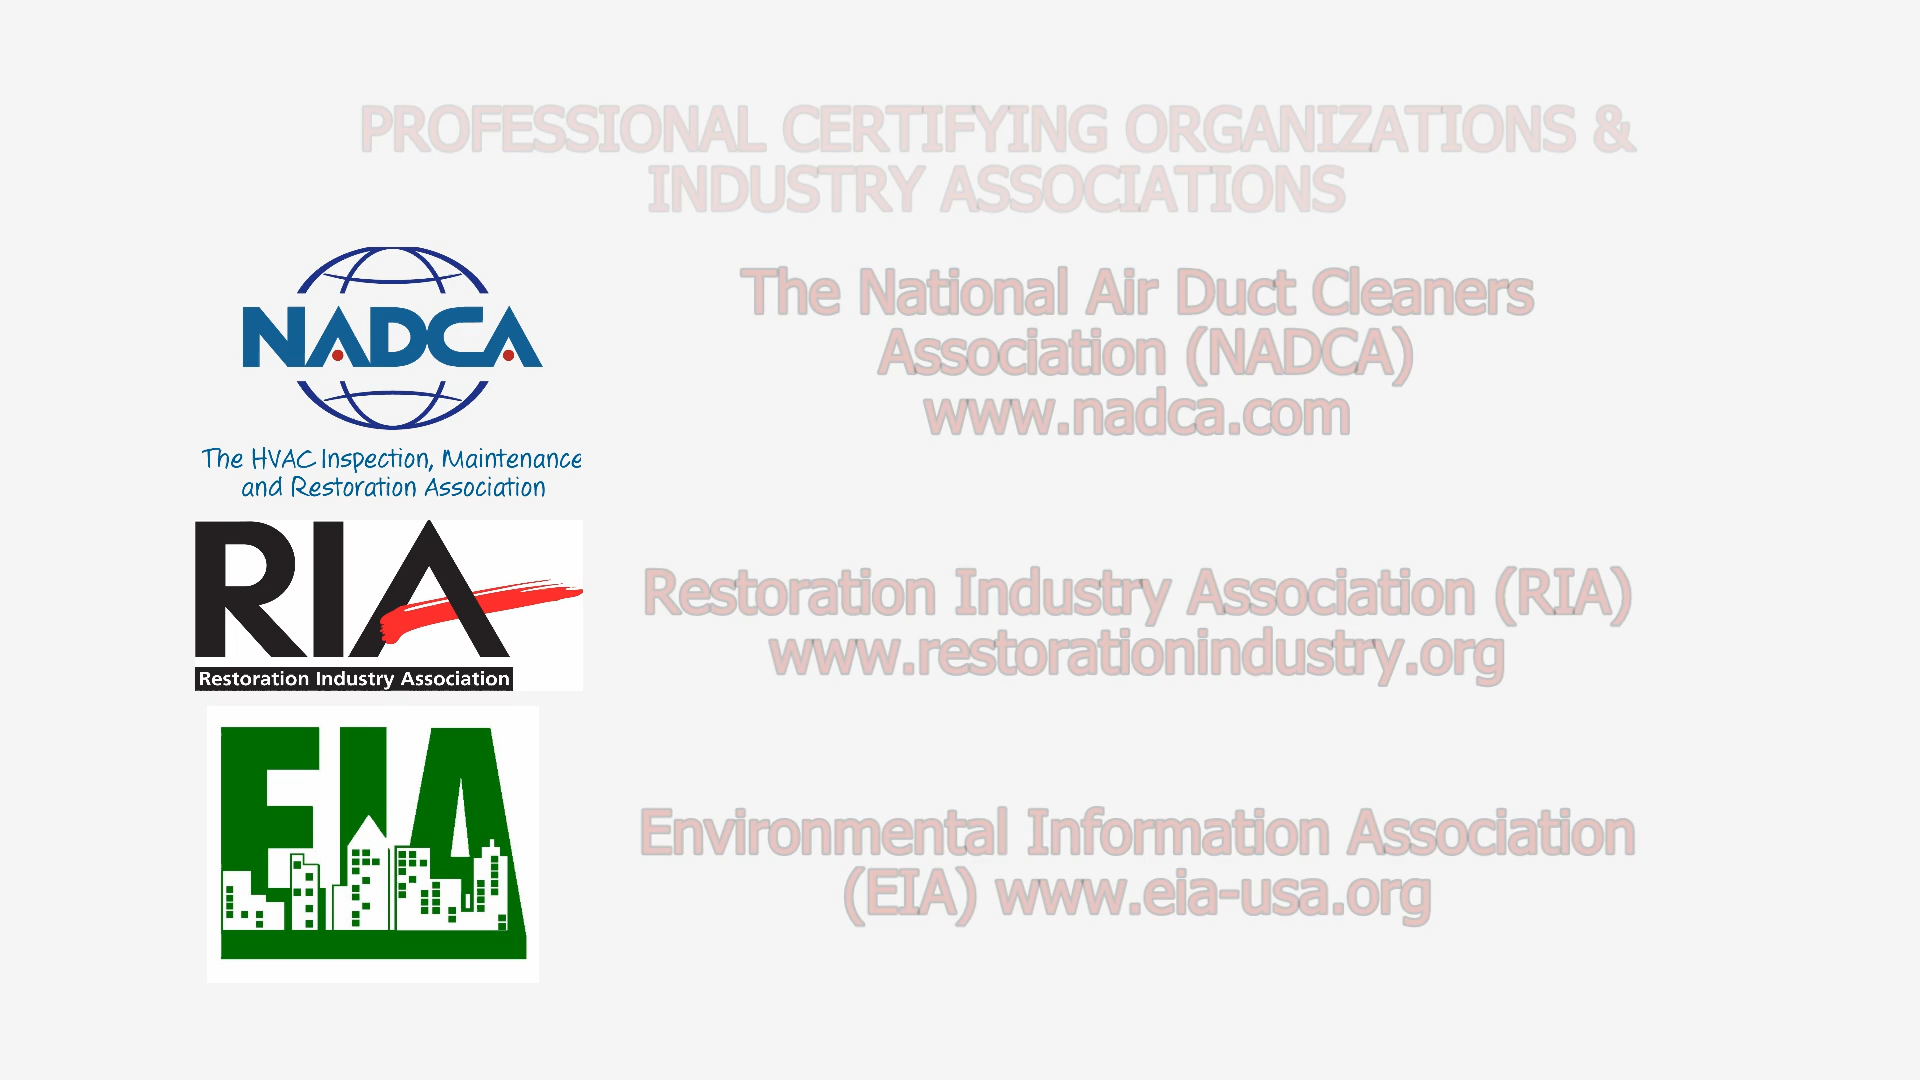 PROFESSIONAL CERTIFYING ORGANIZATIONS &
INDUSTRY ASSOCIATIONS
NADCA
The HVAC Inspection, Maintenance
and Restoration Association
The National Air Duct Cleaners
Association (NADCA)
www.nadca.com
RIA
Restoration Industry Association
Restoration Industry Association (RIA)
www.restorationindustry.org
EIA
Environmental Information Association
(EIA) www.eia-usa.org